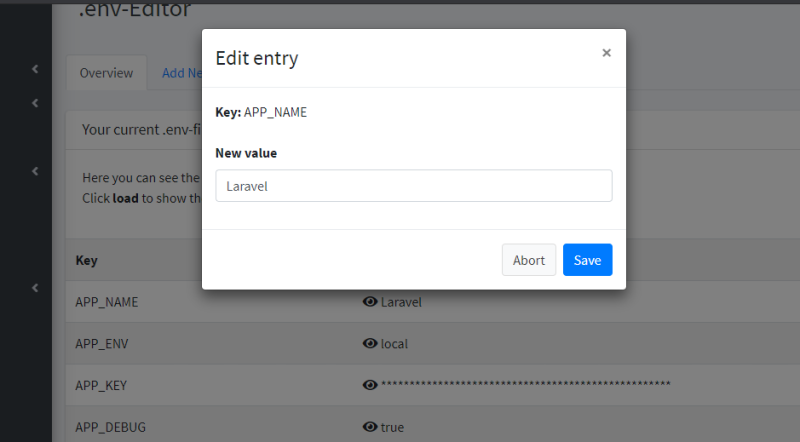 .env-Editor
Edit entry
×
Overview
Add Ne
Key: APP_NAME
Your current .env-fi
New value
Here you can see the
Laravel
Click load to show th
Abort
Save
Key
APP_NAME
Laravel
APP_ENV
local
APP_KEY
**************************************************
APP_DEBUG
true